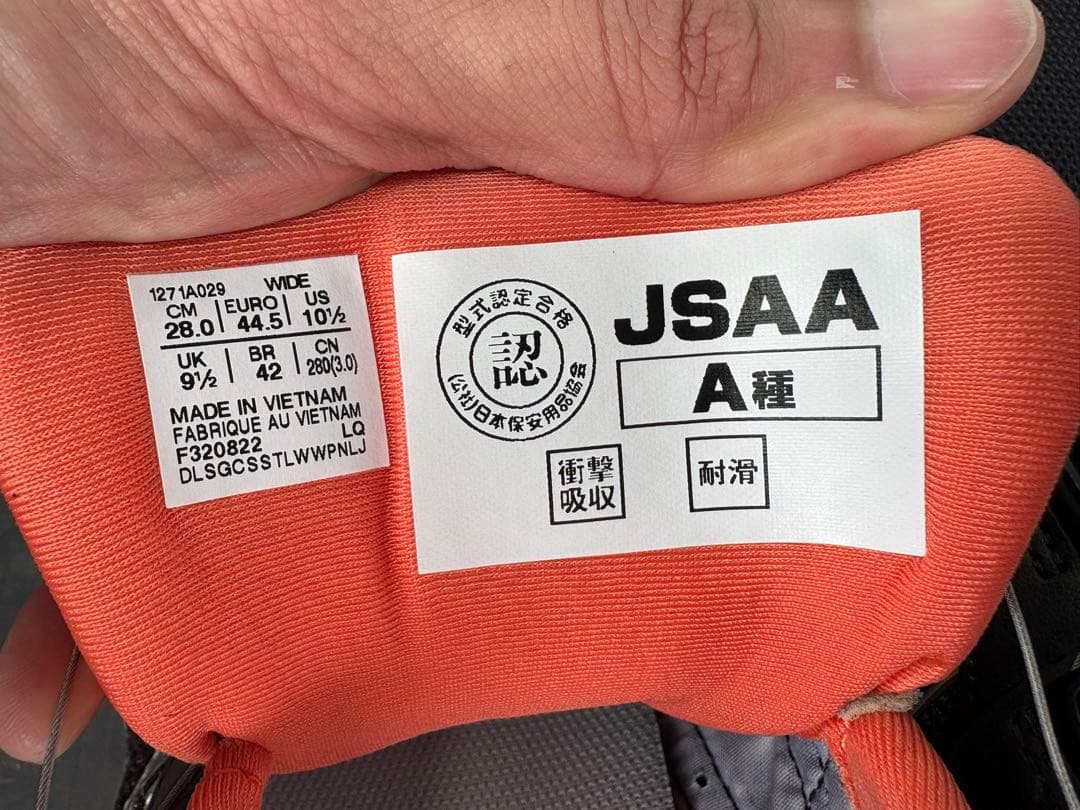 1271A029 WIDE
CM EURO US
28.0 44.5 10½
UK BR CN
9½ 42 280(3.0)
MADE IN VIETNAM
FABRIQUE AU VIETNAM
F320822 LQ
DLSGCSSTLWWPNLJ
型式認定合格
認
(公社)日本保安用品協会
JSAA
A種
衝撃
吸収
耐滑